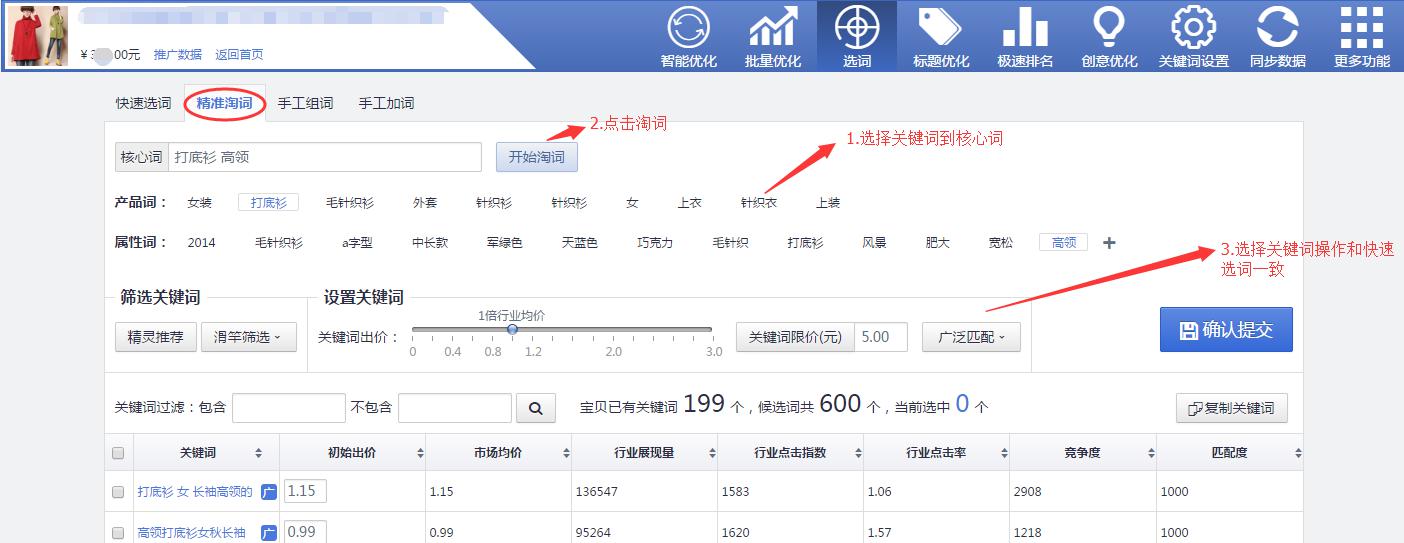 ¥ 3 00元 推广数据 返回首页
智能优化 批量优化 选词 标题优化 极速排名 创意优化 关键词设置 同步数据 更多功能
快速选词 精准淘词 手工组词 手工加词
2.点击淘词
1.选择关键词到核心词
核心词 打底衫 高领 开始淘词
产品词： 女装 打底衫 毛针织衫 外套 针织衫 针织衫 女 上衣 针织衣 上装
属性词： 2014 毛针织衫 a字型 中长款 军绿色 天蓝色 巧克力 毛针织 打底衫 风景 肥大 宽松 高领 +
3.选择关键词操作和快速
选词一致
筛选关键词 设置关键词
1倍行业均价
精灵推荐 滑竿筛选 关键词出价： 关键词限价(元) 5.00 广泛匹配 确认提交
0 0.4 0.8 1.2 2.0 3.0
关键词过滤：包含 不包含 宝贝已有关键词 199 个，候选词共 600 个，当前选中 0 个 复制关键词
关键词 初始出价 市场均价 行业展现量 行业点击指数 行业点击率 竞争度 匹配度
打底衫 女 长袖高领的 广 1.15 1.15 136547 1583 1.06 2908 1000
高领打底衫女秋长袖 广 0.99 0.99 95264 1620 1.57 1218 1000